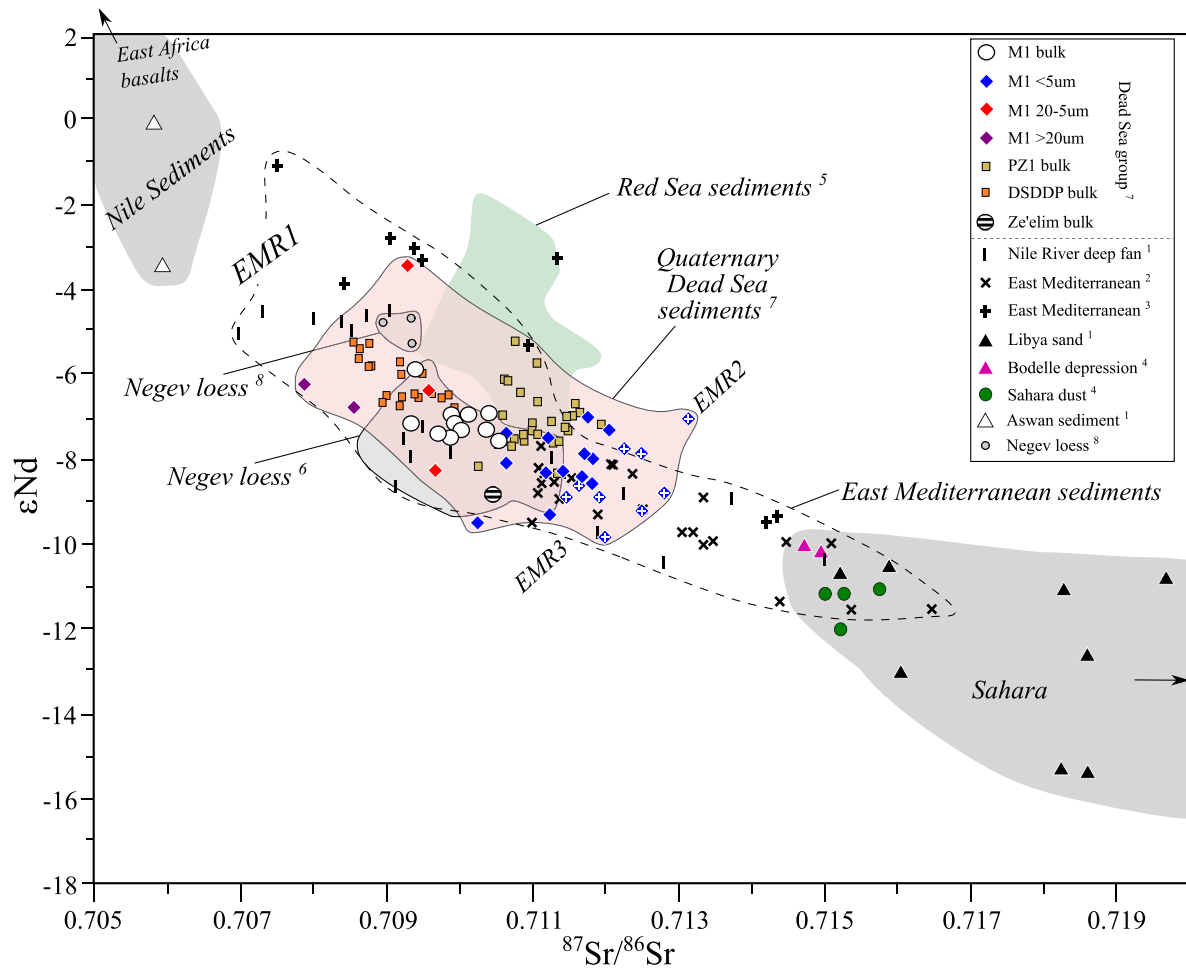 East Africa
basalts
Nile Sediments
EMR1
Red Sea sediments 5
Quaternary
Dead Sea
sediments 7
EMR2
Negev loess 8
Negev loess 6
East Mediterranean sediments
EMR3
Sahara
M1 bulk
M1 <5um
M1 20-5um
M1 >20um
PZ1 bulk
DSDDP bulk
Ze'elim bulk
Dead Sea
group 7
Nile River deep fan 1
East Mediterranean 2
East Mediterranean 3
Libya sand 1
Bodelle depression 4
Sahara dust 4
Aswan sediment 1
Negev loess 8
2
0
-2
-4
-6
-8
-10
-12
-14
-16
-18
εNd
0.705
0.707
0.709
0.711
0.713
0.715
0.717
0.719
87Sr/86Sr